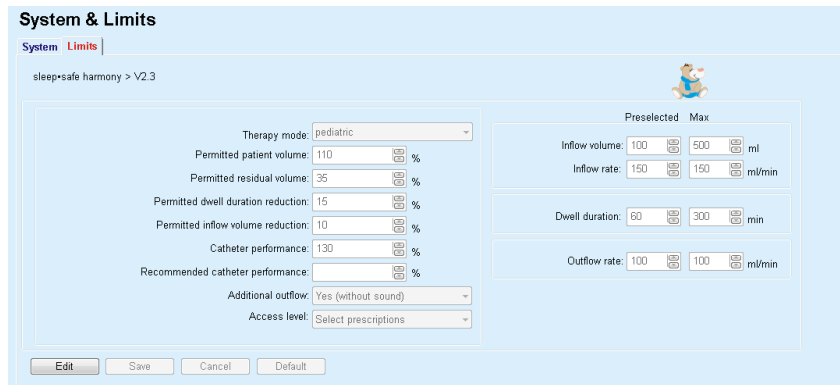 System & Limits
System Limits
sleep•safe harmony > V2.3
Therapy mode: pediatric
Permitted patient volume: 110 %
Permitted residual volume: 35 %
Permitted dwell duration reduction: 15 %
Permitted inflow volume reduction: 10 %
Catheter performance: 130 %
Recommended catheter performance: %
Additional outflow: Yes (without sound)
Access level: Select prescriptions
Preselected Max
Inflow volume: 100 500 ml
Inflow rate: 150 150 ml/min
Dwell duration: 60 300 min
Outflow rate: 100 100 ml/min
Edit Save Cancel Default